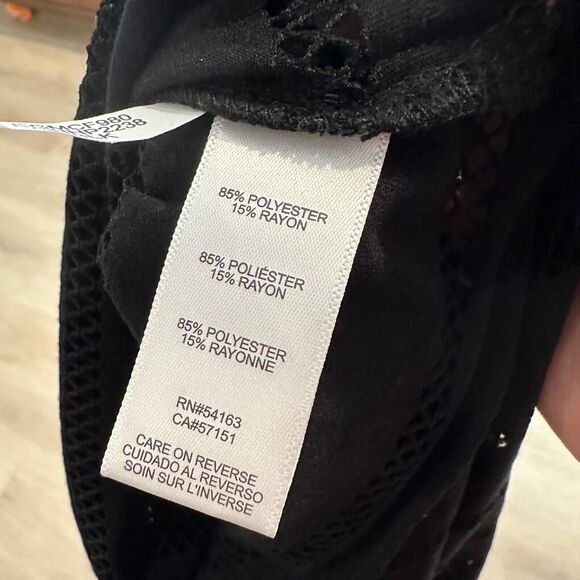 85% POLYESTER
15% RAYON
85% POLIÉSTER
15% RAYON
85% POLYESTER
15% RAYONNE
RN#54163
CA#57151
CARE ON REVERSE
CUIDADO AL REVERSO
SOIN SUR L'INVERSE